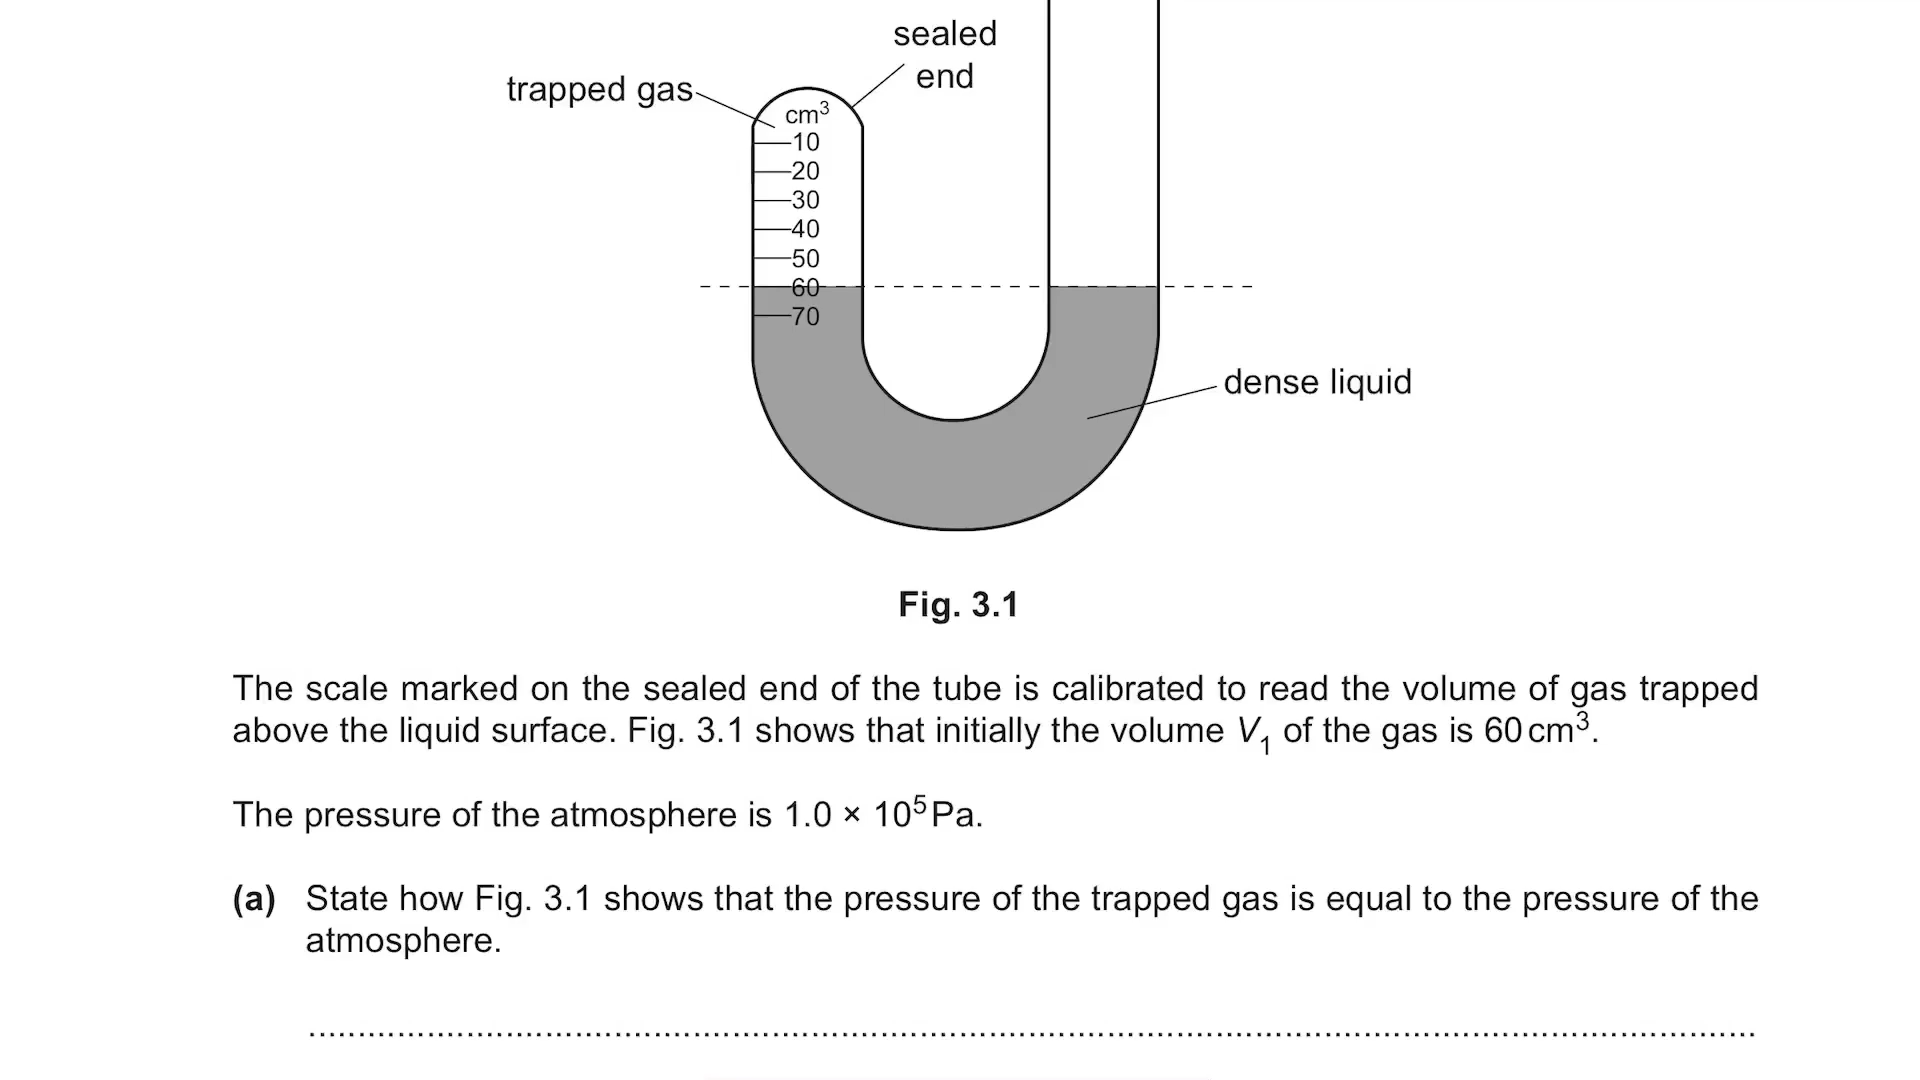 sealed
end
trapped gas
cm³
10
20
30
40
50
60
70
dense liquid
Fig. 3.1
The scale marked on the sealed end of the tube is calibrated to read the volume of gas trapped
above the liquid surface. Fig. 3.1 shows that initially the volume V₁ of the gas is 60 cm³.
The pressure of the atmosphere is 1.0 × 10⁵ Pa.
(a) State how Fig. 3.1 shows that the pressure of the trapped gas is equal to the pressure of the
atmosphere.